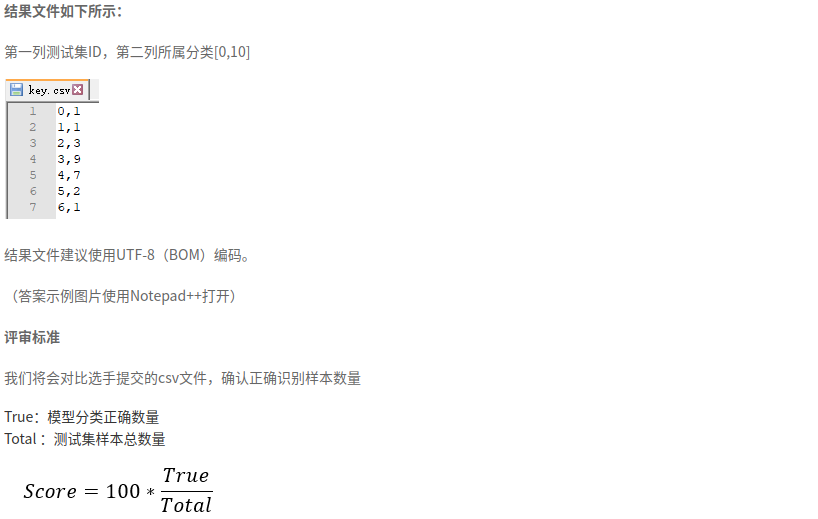 结果文件如下所示：
第一列测试集ID，第二列所属分类[0,10]
key.csv
1 0,1
2 1,1
3 2,3
4 3,9
5 4,7
6 5,2
7 6,1
结果文件建议使用UTF-8（BOM）编码。
（答案示例图片使用Notepad++打开）
评审标准
我们将会对比选手提交的csv文件，确认正确识别样本数量
True：模型分类正确数量
Total ：测试集样本总数量
Score = 100 * True
Total